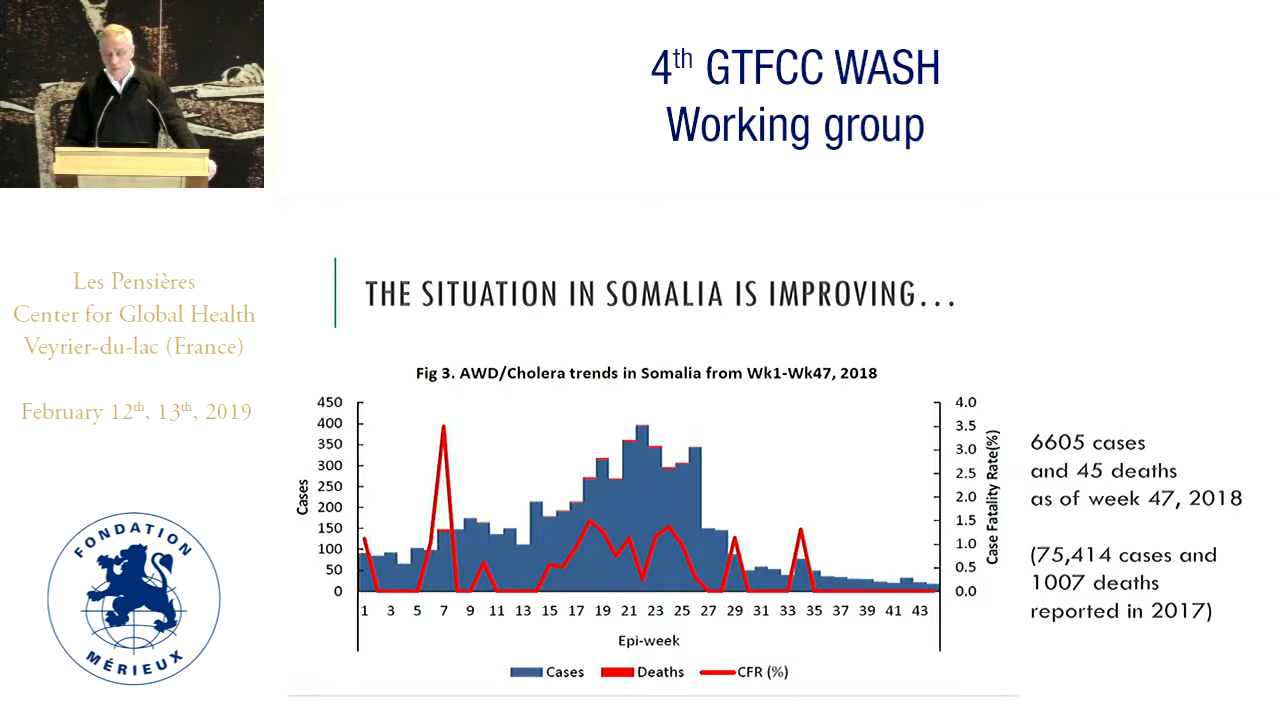 4th GTFCC WASH
Working group
Les Pensières
Center for Global Health
Veyrier-du-lac (France)
February 12th, 13th, 2019
FONDATION
MÉRIEUX
THE SITUATION IN SOMALIA IS IMPROVING...
Fig 3. AWD/Cholera trends in Somalia from Wk1-Wk47, 2018
450
400
350
300
250
200
150
100
50
0
Cases
4.0
3.5
3.0
2.5
2.0
1.5
1.0
0.5
0.0
Case Fatality Rate(%)
1 3 5 7 9 11 13 15 17 19 21 23 25 27 29 31 33 35 37 39 41 43
Epi-week
Cases Deaths CFR (%)
6605 cases
and 45 deaths
as of week 47, 2018
(75,414 cases and
1007 deaths
reported in 2017)